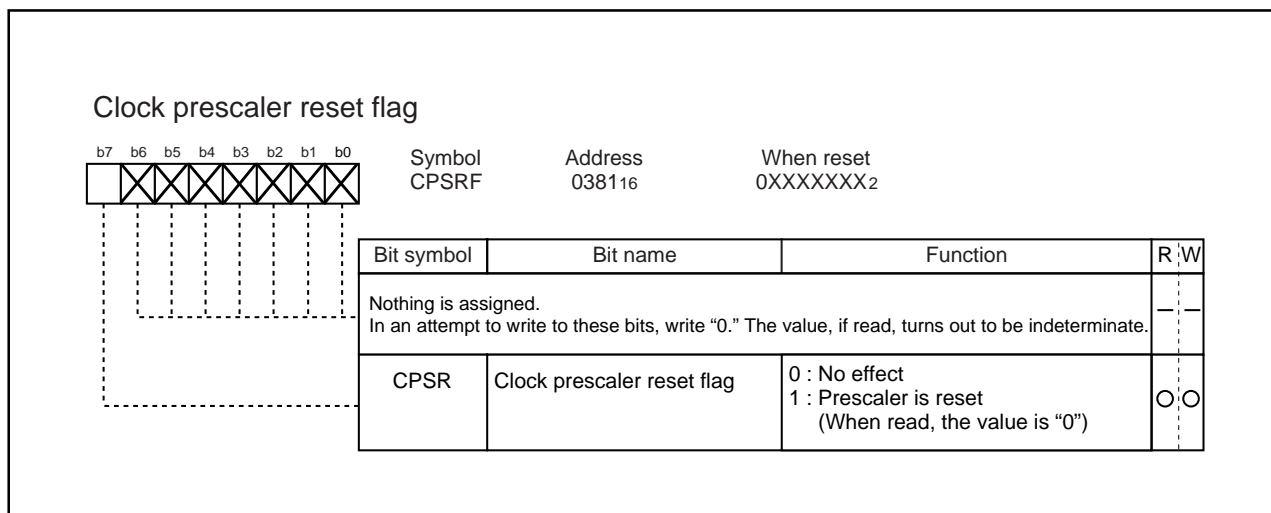 Clock prescaler reset flag
b7 b6 b5 b4 b3 b2 b1 b0
Symbol Address When reset
CPSRF 038116 0XXXXXXX2
Bit symbol Bit name Function R W
Nothing is assigned.
In an attempt to write to these bits, write “0.” The value, if read, turns out to be indeterminate.
CPSR Clock prescaler reset flag 0 : No effect
1 : Prescaler is reset
(When read, the value is “0”)